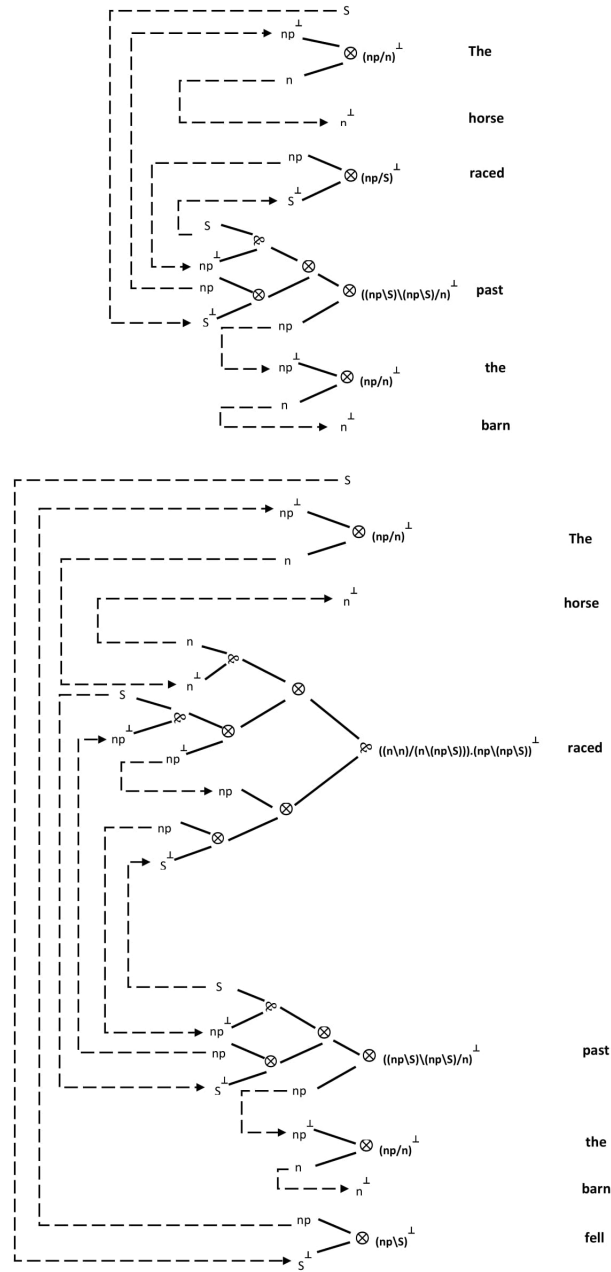 S
np⊥
⊗ (np/n)⊥ The
n
n⊥ horse
np raced
⊗ (np/S)⊥
S⊥
S
⅋
np⊥ ⊗
np ⊗ ⊗ ((np\S)\(np\S)/n)⊥ past
S⊥
np
np⊥ the
⊗ (np/n)⊥
n
n⊥ barn
S
np⊥
⊗ (np/n)⊥ The
n
n⊥ horse
n
⅋
n⊥ ⊗
S
⅋
np⊥ ⊗
np⊥ ⅋ ((n\n)/(n\(np\S))).(np\(np\S))⊥ raced
np
⊗
np
⊗
S⊥
S
⅋
np⊥ ⊗
np ⊗ ⊗ ((np\S)\(np\S)/n)⊥ past
S⊥
np
np⊥ the
⊗ (np/n)⊥
n
n⊥ barn
np
⊗ (np\S)⊥ fell
S⊥